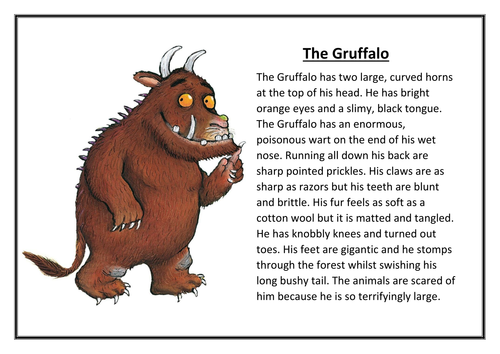 The Gruffalo
The Gruffalo has two large, curved horns
at the top of his head. He has bright
orange eyes and a slimy, black tongue.
The Gruffalo has an enormous,
poisonous wart on the end of his wet
nose. Running all down his back are
sharp pointed prickles. His claws are as
sharp as razors but his teeth are blunt
and brittle. His fur feels as soft as a
cotton wool but it is matted and tangled.
He has knobbly knees and turned out
toes. His feet are gigantic and he stomps
through the forest whilst swishing his
long bushy tail. The animals are scared of
him because he is so terrifyingly large.